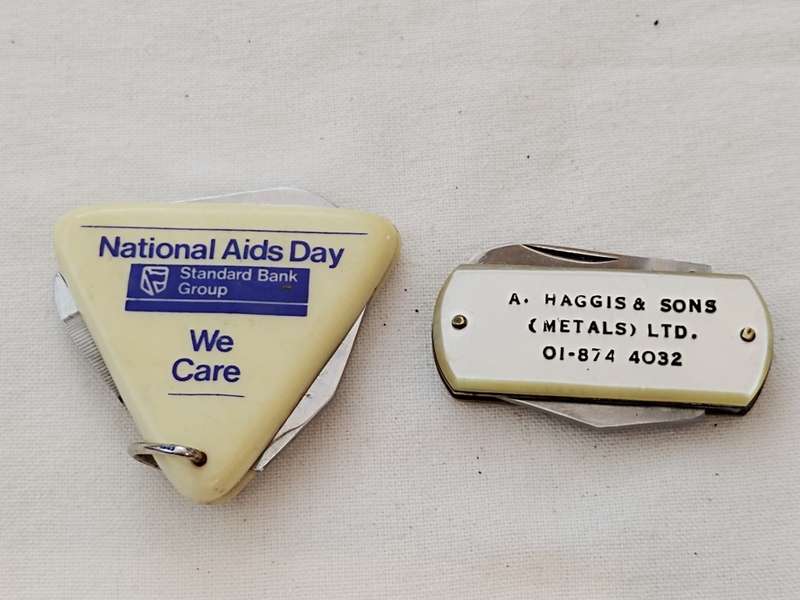 National Aids Day
Standard Bank
Group
We
Care
A. HAGGIS & SONS
(METALS) LTD.
01-874 4032